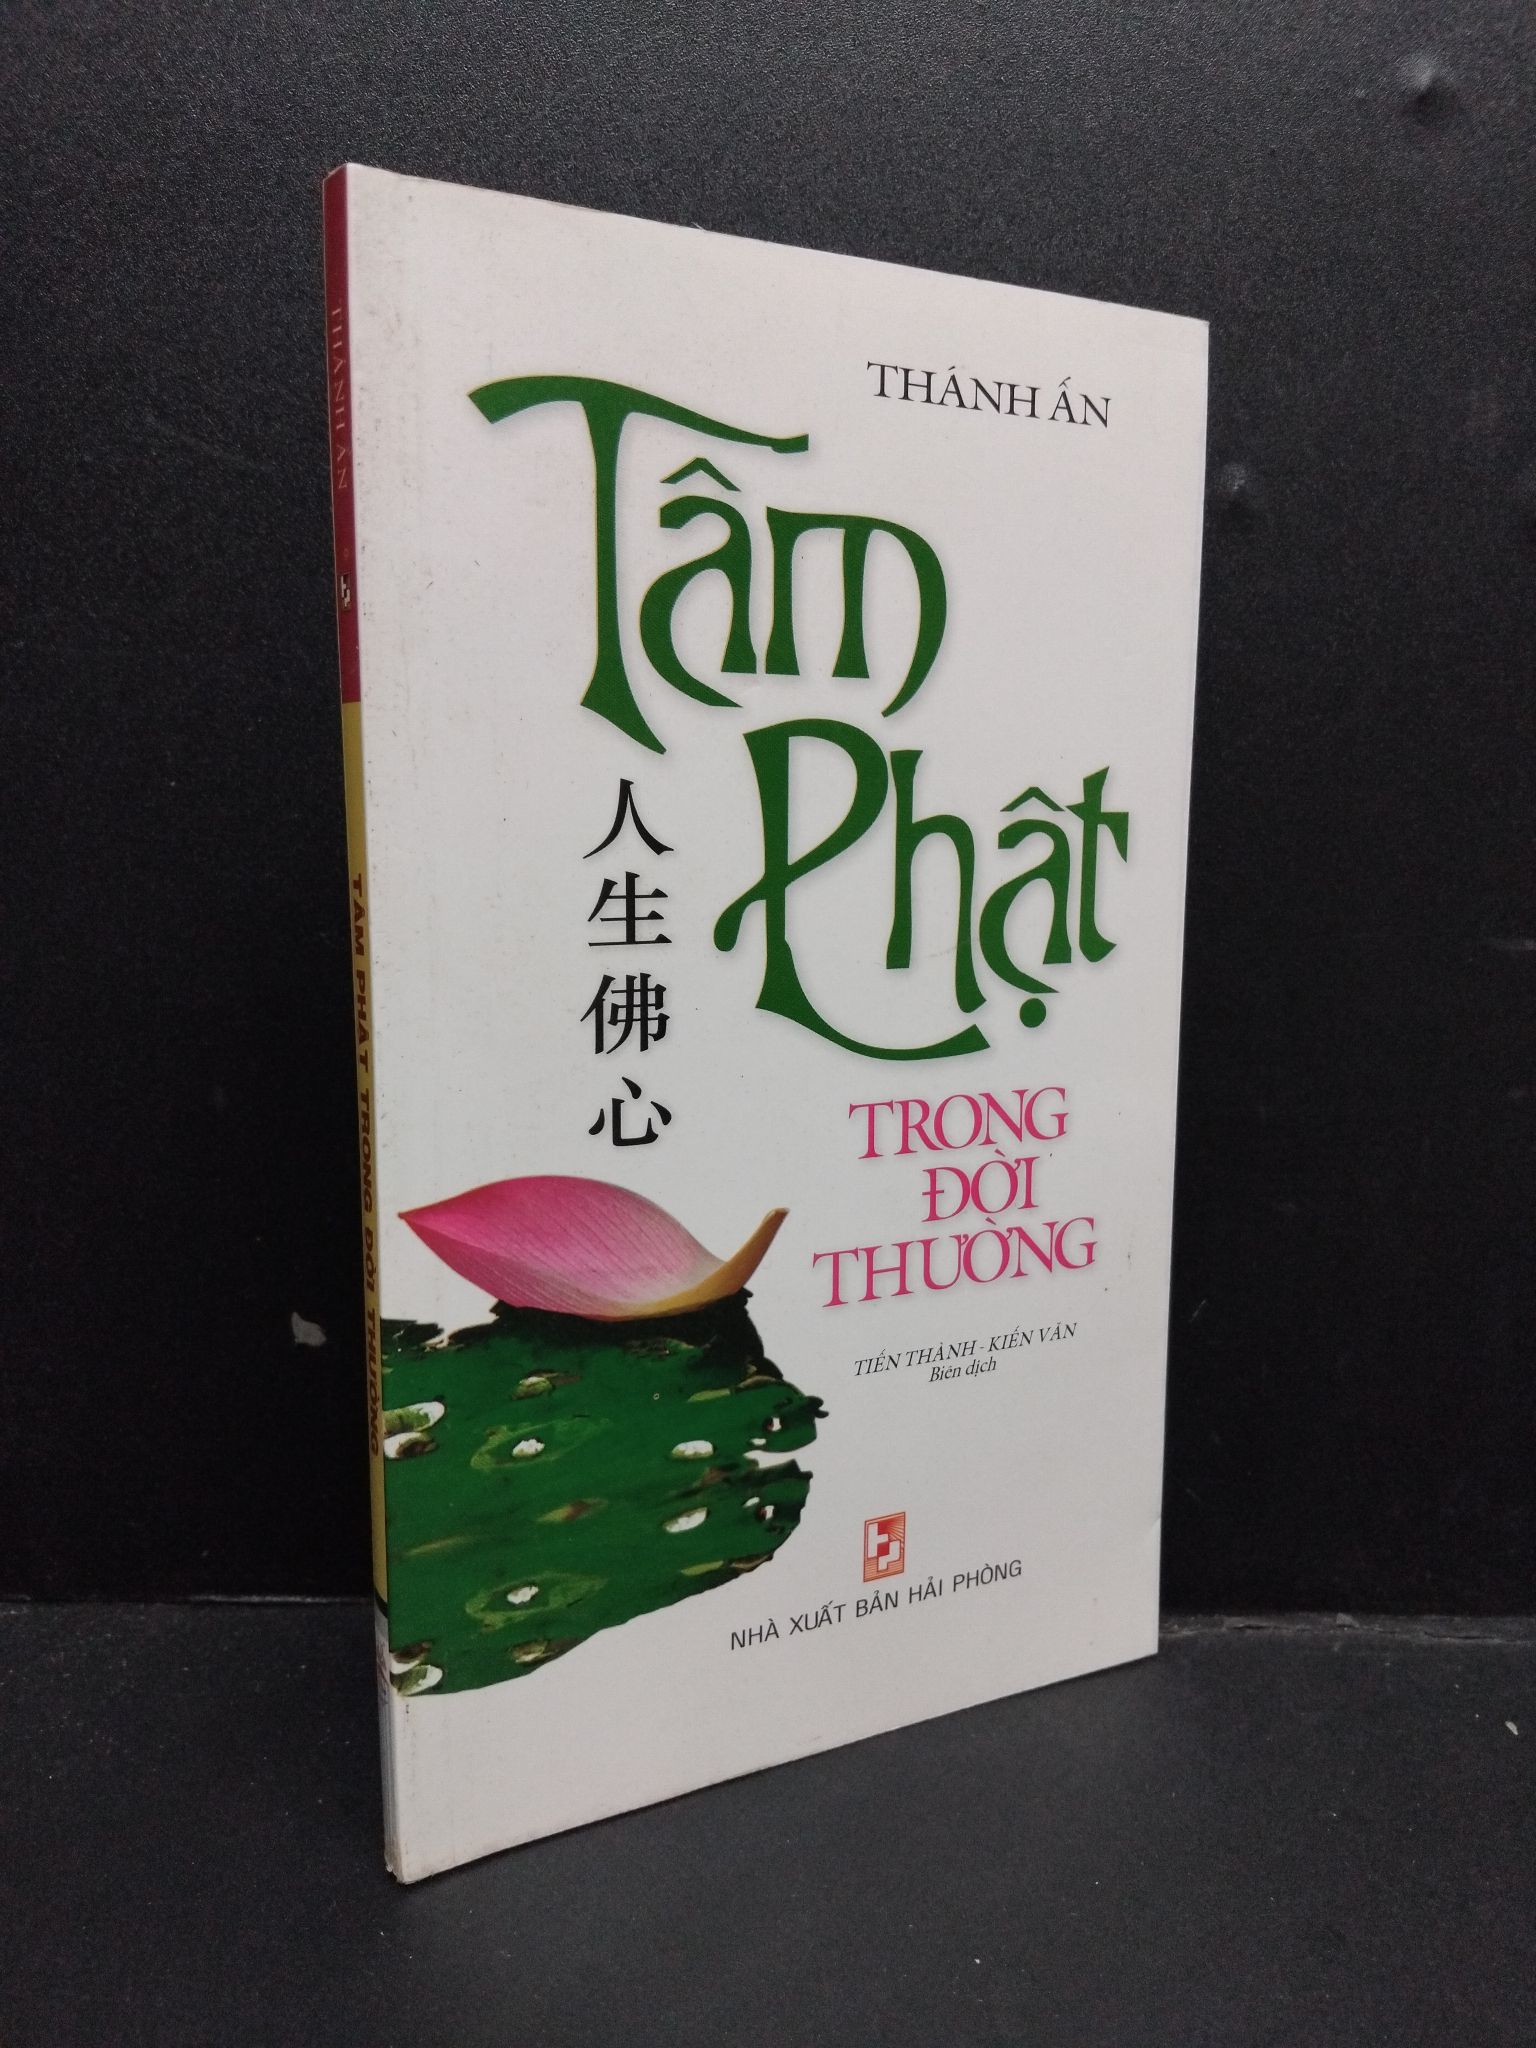 THÁNH ẤN
Tâm
Phật
人生佛心
TRONG
ĐỜI
THƯỜNG
TIẾN THÀNH - KIẾN VĂN
Biên dịch
NHÀ XUẤT BẢN HẢI PHÒNG
THÁNH ẤN
TÂM PHẬT TRONG ĐỜI THƯỜNG